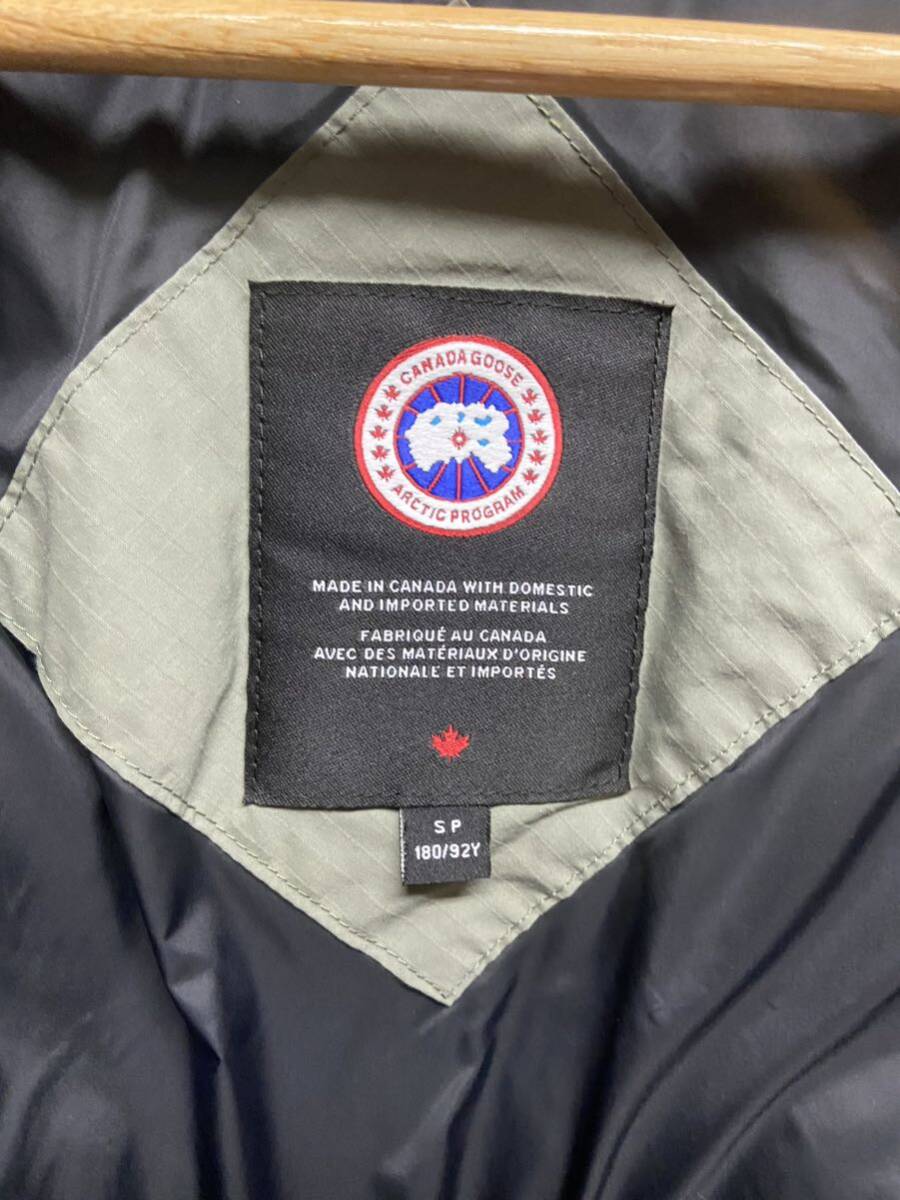 CANADA GOOSE
ARCTIC PROGRAM
MADE IN CANADA WITH DOMESTIC
AND IMPORTED MATERIALS
FABRIQUÉ AU CANADA
AVEC DES MATÉRIAUX D'ORIGINE
NATIONALE ET IMPORTÉS
S P
180/92Y